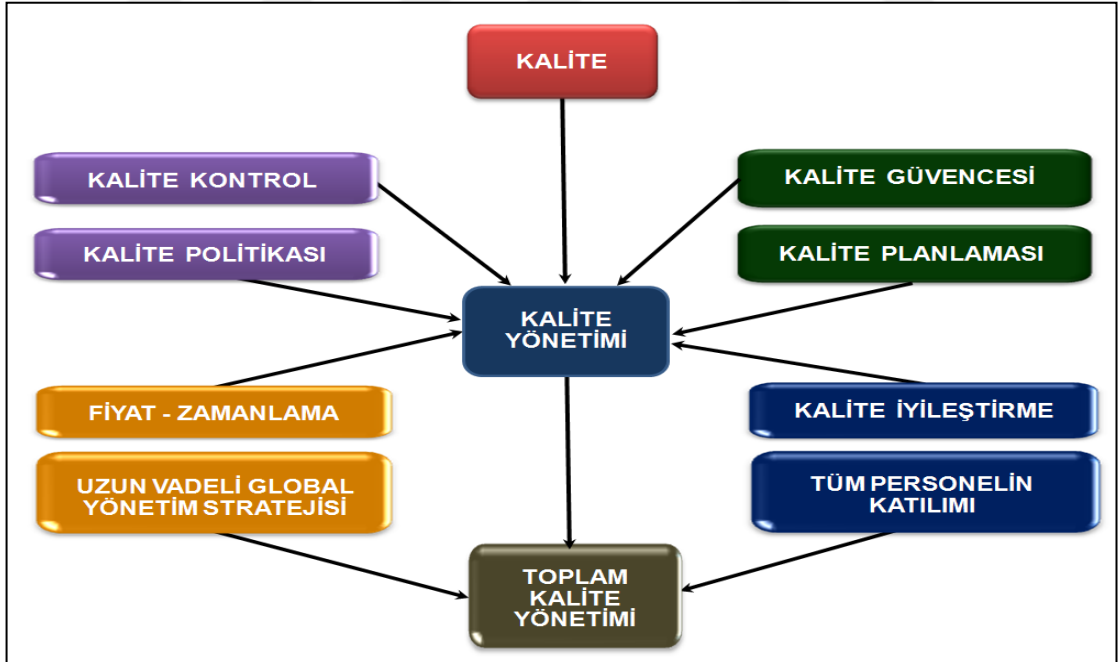 KALİTE
KALİTE KONTROL
KALİTE GÜVENCESİ
KALİTE POLİTİKASI
KALİTE PLANLAMASI
KALİTE
YÖNETİMİ
FİYAT - ZAMANLAMA
KALİTE İYİLEŞTİRME
UZUN VADELİ GLOBAL
YÖNETİM STRATEJİSİ
TÜM PERSONELİN
KATILIMI
TOPLAM
KALİTE
YÖNETİMİ